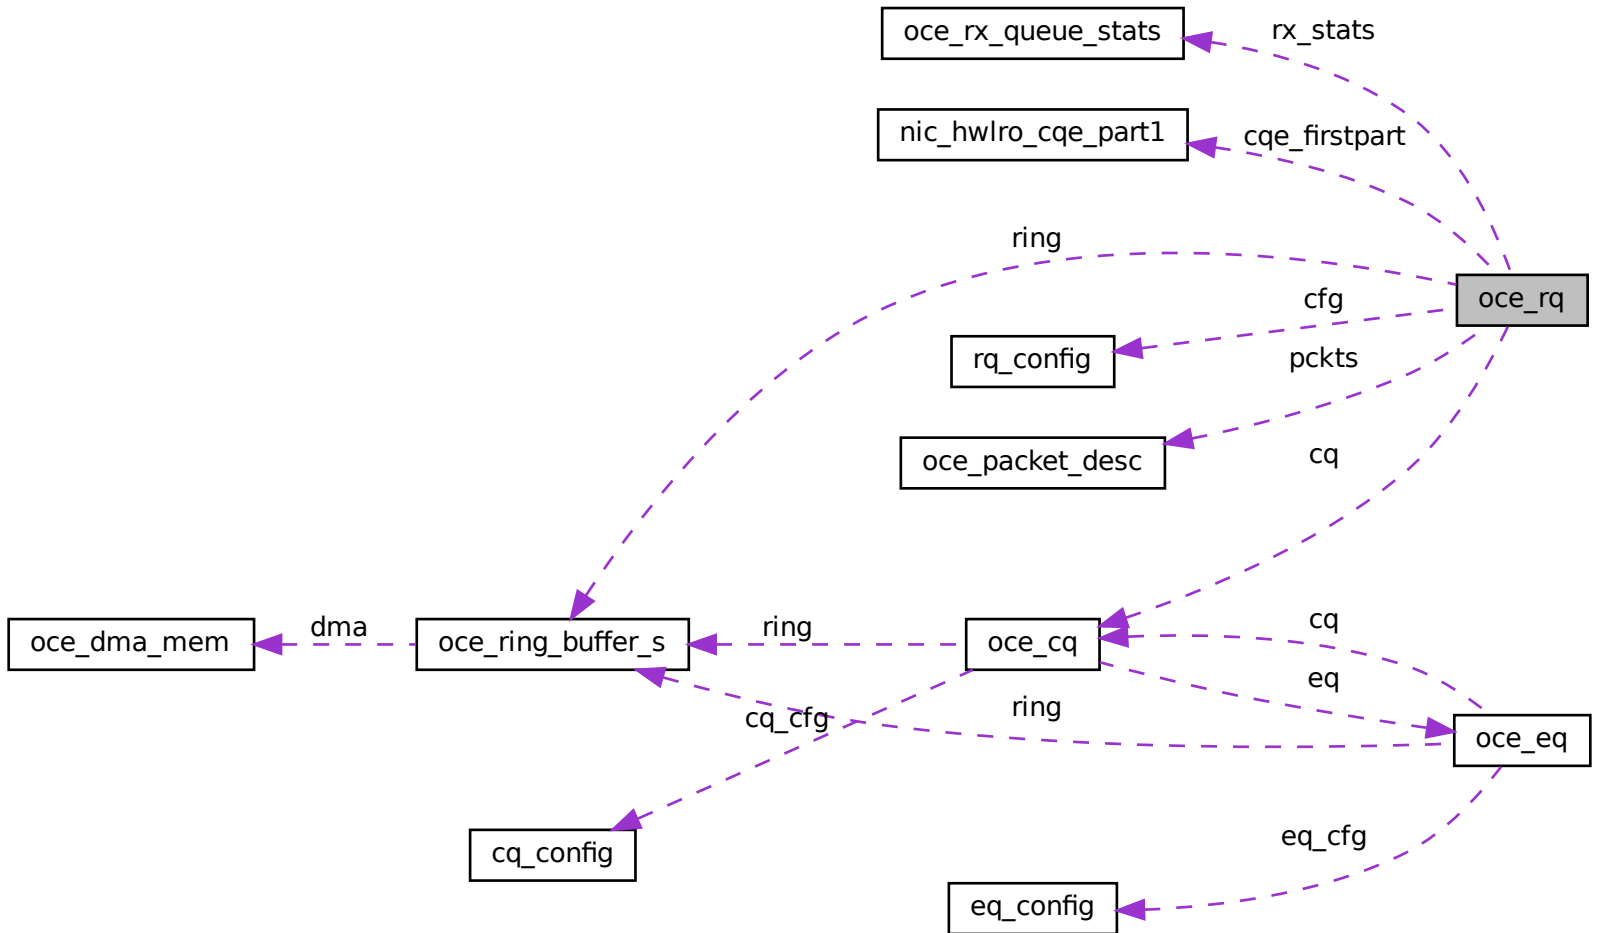 oce_rx_queue_stats
rx_stats
nic_hwlro_cqe_part1
cqe_firstpart
ring
oce_rq
cfg
rq_config
pckts
oce_packet_desc
cq
oce_dma_mem
dma
oce_ring_buffer_s
ring
oce_cq
cq
eq
ring
cq_cfg
oce_eq
eq_cfg
cq_config
eq_config